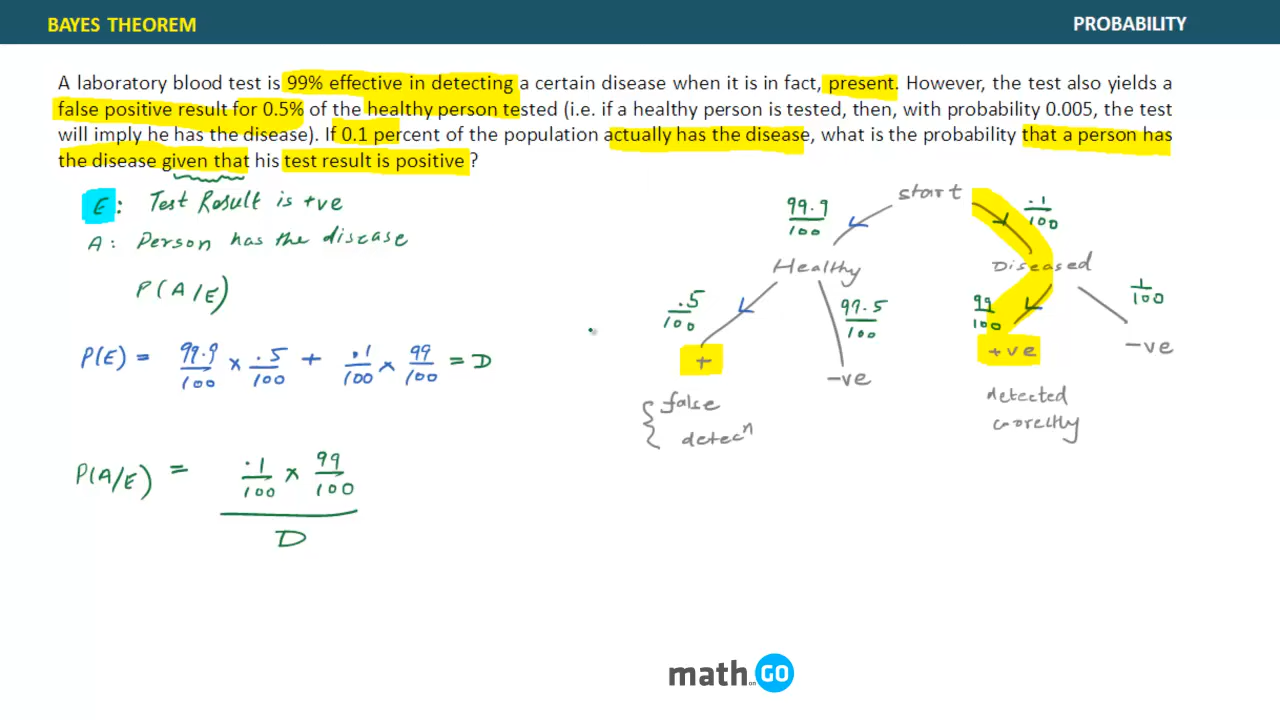 BAYES THEOREM
PROBABILITY
A laboratory blood test is 99% effective in detecting a certain disease when it is in fact, present. However, the test also yields a
false positive result for 0.5% of the healthy person tested (i.e. if a healthy person is tested, then, with probability 0.005, the test
will imply he has the disease). If 0.1 percent of the population actually has the disease, what is the probability that a person has
the disease given that his test result is positive ?
E: Test Result is +ve
A: Person has the disease
P(A/E)
P(E) = 99.9/100 × .5/100 + .1/100 × 99/100 = D
P(A/E) = .1/100 × 99/100
D
start
99.9/100
.1/100
Healthy
Diseased
.5/100
99.5/100
99/100
1/100
+
-ve
+ve
-ve
false
detecⁿ
detected
correctly
math on GO